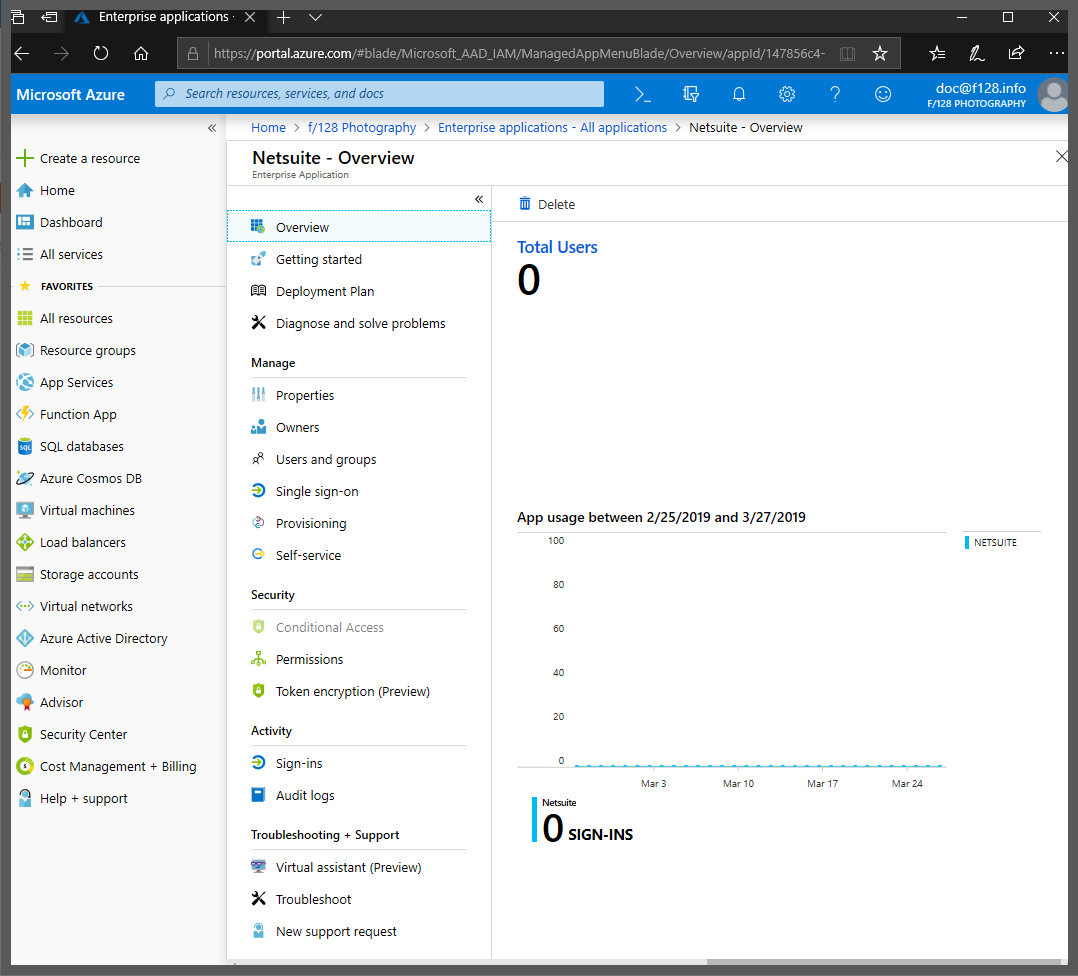 Enterprise applications ·
https://portal.azure.com/#blade/Microsoft_AAD_IAM/ManagedAppMenuBlade/Overview/appId/147856c4-
Microsoft Azure
Search resources, services, and docs
doc@f128.info
F/128 PHOTOGRAPHY
Home > f/128 Photography > Enterprise applications - All applications > Netsuite - Overview
Create a resource
Home
Dashboard
All services
FAVORITES
All resources
Resource groups
App Services
Function App
SQL databases
Azure Cosmos DB
Virtual machines
Load balancers
Storage accounts
Virtual networks
Azure Active Directory
Monitor
Advisor
Security Center
Cost Management + Billing
Help + support
Netsuite - Overview
Enterprise Application
Overview
Getting started
Deployment Plan
Diagnose and solve problems
Manage
Properties
Owners
Users and groups
Single sign-on
Provisioning
Self-service
Security
Conditional Access
Permissions
Token encryption (Preview)
Activity
Sign-ins
Audit logs
Troubleshooting + Support
Virtual assistant (Preview)
Troubleshoot
New support request
Delete
Total Users
0
App usage between 2/25/2019 and 3/27/2019
100
80
60
40
20
0
Mar 3 Mar 10 Mar 17 Mar 24
NETSUITE
Netsuite
0 SIGN-INS